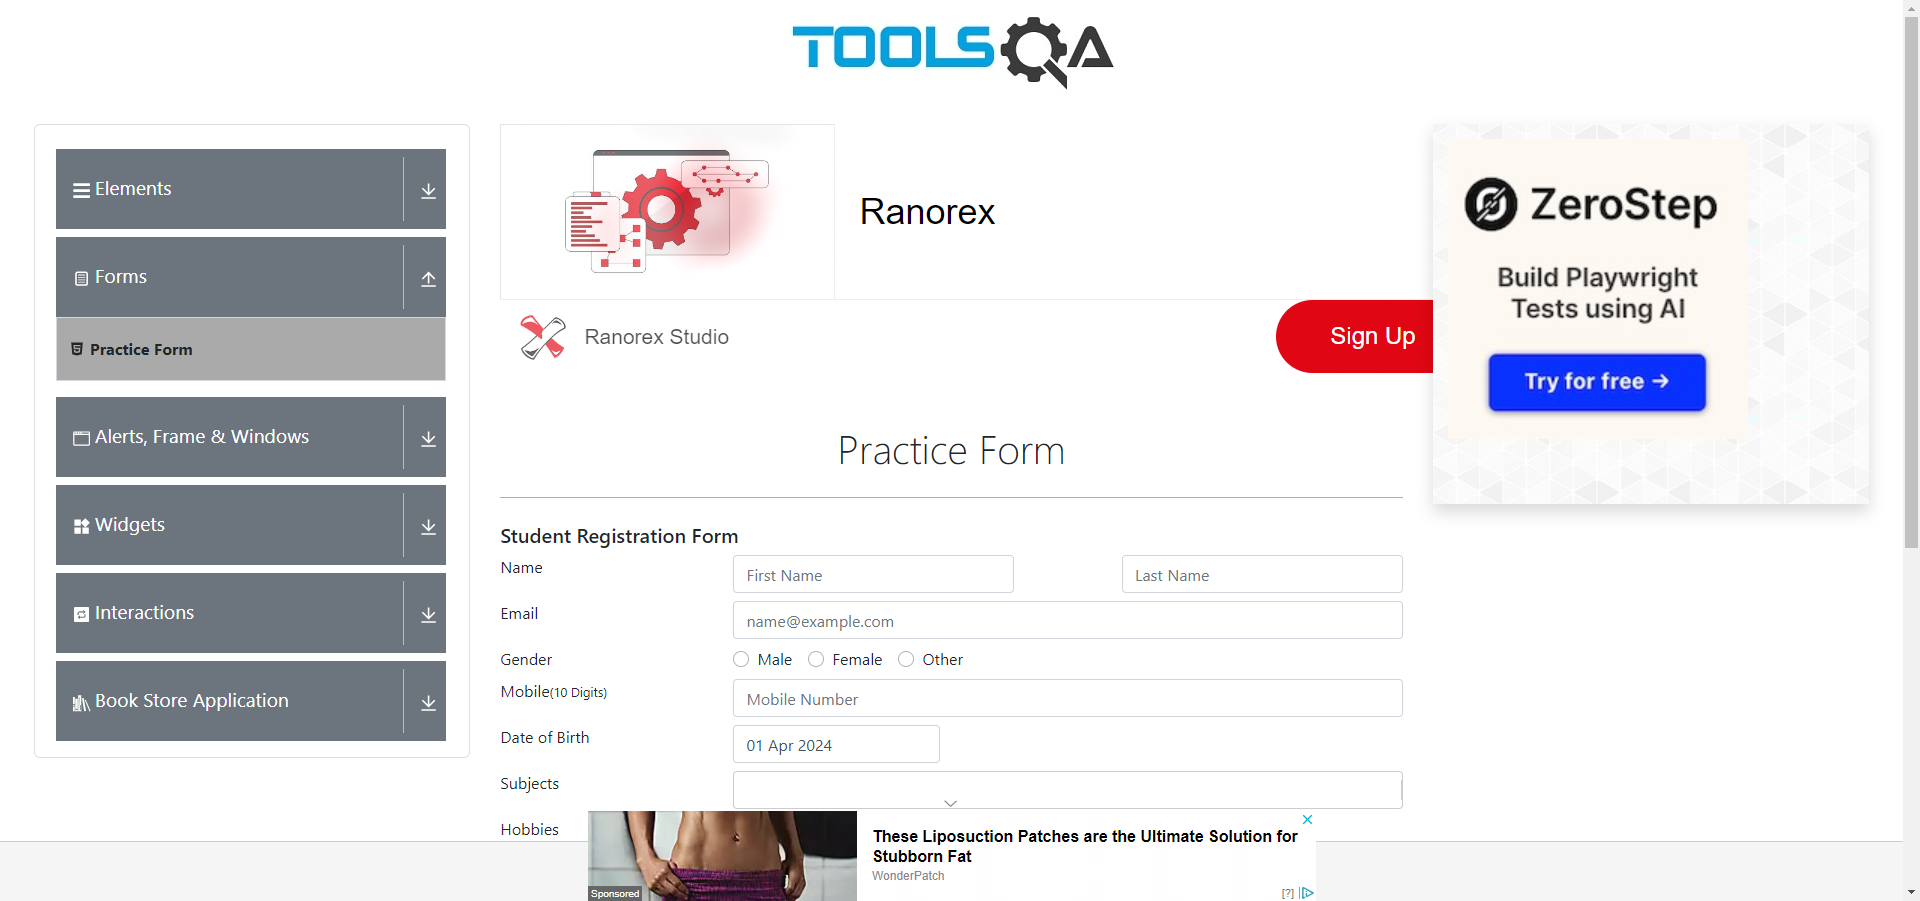 TOOLSQA
Elements
Forms
Practice Form
Alerts, Frame & Windows
Widgets
Interactions
Book Store Application
Ranorex
Ranorex Studio
Sign Up
ZeroStep
Build Playwright
Tests using AI
Try for free →
Practice Form
Student Registration Form
Name
First Name
Last Name
Email
name@example.com
Gender
Male
Female
Other
Mobile(10 Digits)
Mobile Number
Date of Birth
01 Apr 2024
Subjects
Hobbies
These Liposuction Patches are the Ultimate Solution for
Stubborn Fat
WonderPatch
Sponsored
[?]